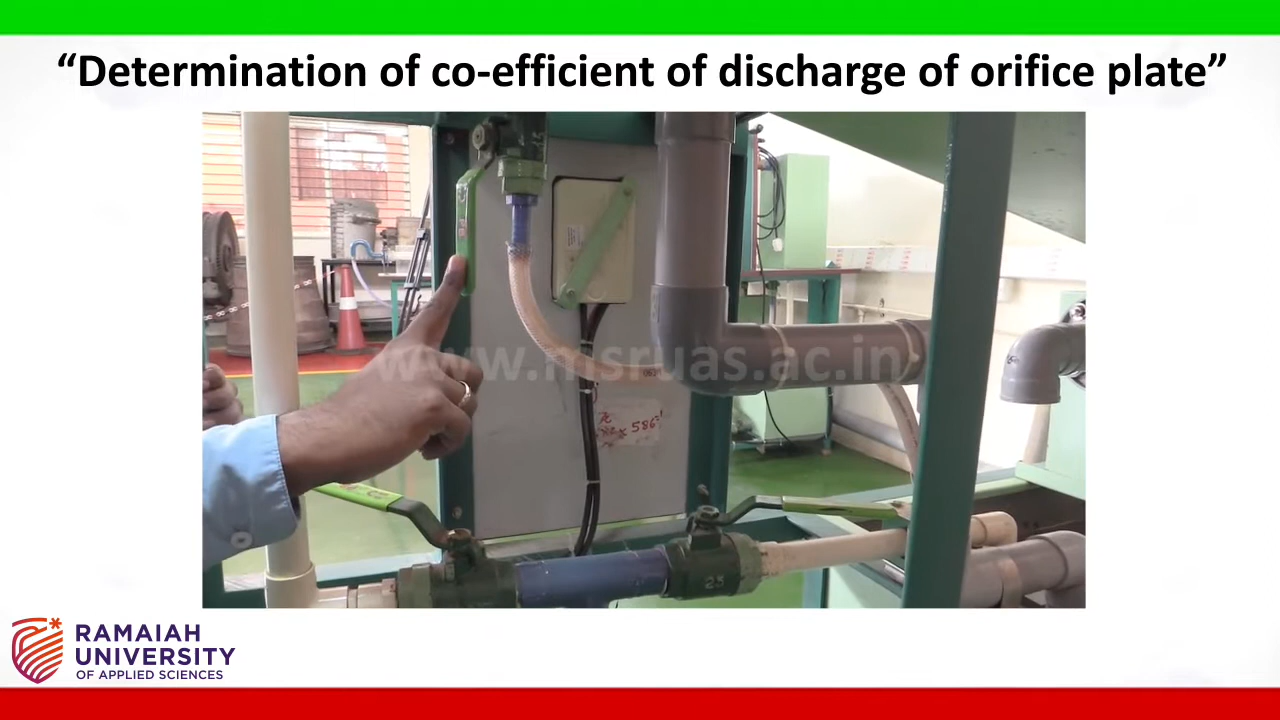 “Determination of co-efficient of discharge of orifice plate”
www.msruas.ac.in
586
25
RAMAIAH
UNIVERSITY
OF APPLIED SCIENCES